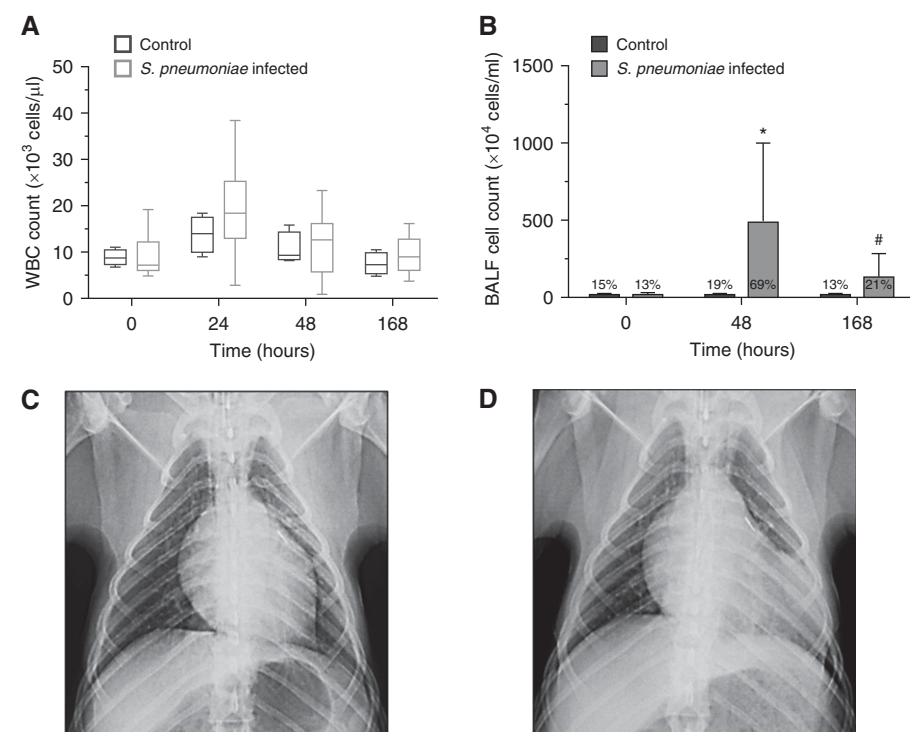 A
Control
S. pneumoniae infected
WBC count (×10³ cells/μl)
50
40
30
20
10
0
0 24 48 168
Time (hours)
B
Control
S. pneumoniae infected
BALF cell count (×10⁴ cells/ml)
1500
1000
500
0
*
#
15% 13% 19% 69% 13% 21%
0 48 168
Time (hours)
C
D